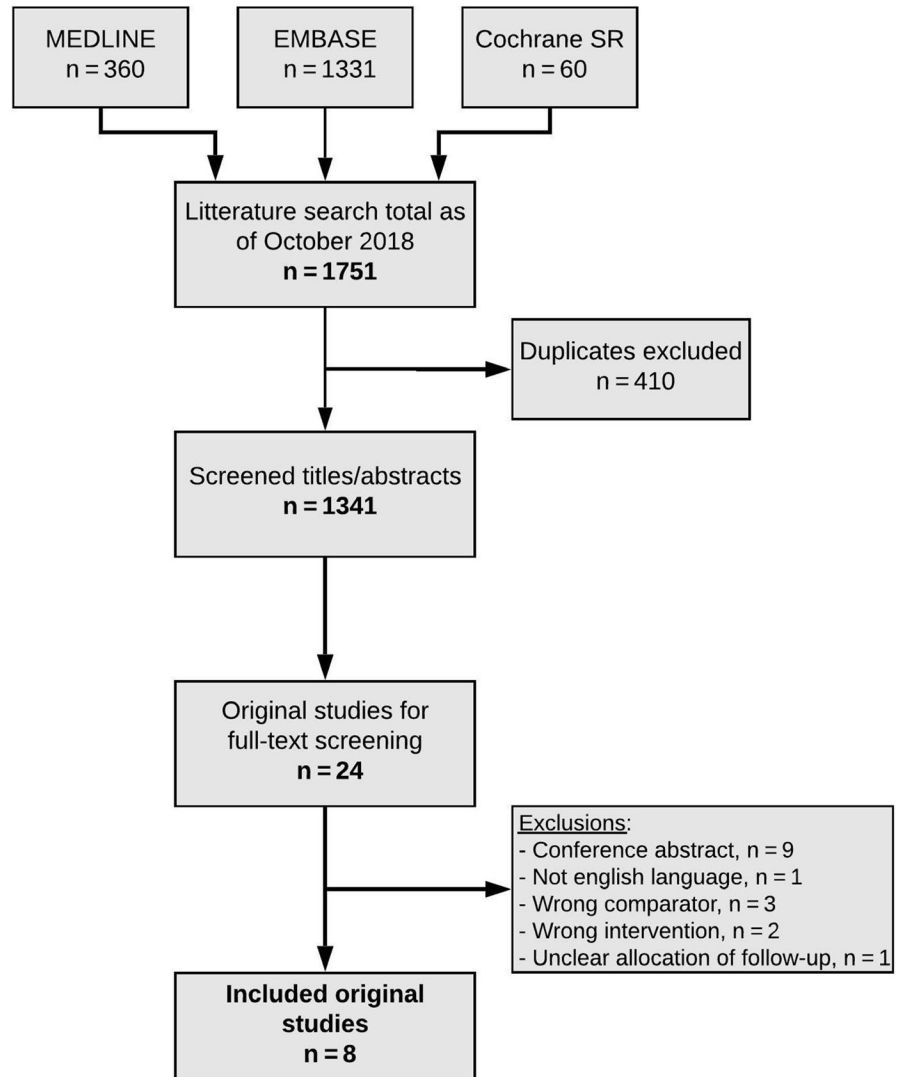 MEDLINE
n = 360
EMBASE
n = 1331
Cochrane SR
n = 60
Litterature search total as
of October 2018
n = 1751
Duplicates excluded
n = 410
Screened titles/abstracts
n = 1341
Original studies for
full-text screening
n = 24
Exclusions:
- Conference abstract, n = 9
- Not english language, n = 1
- Wrong comparator, n = 3
- Wrong intervention, n = 2
- Unclear allocation of follow-up, n = 1
Included original
studies
n = 8